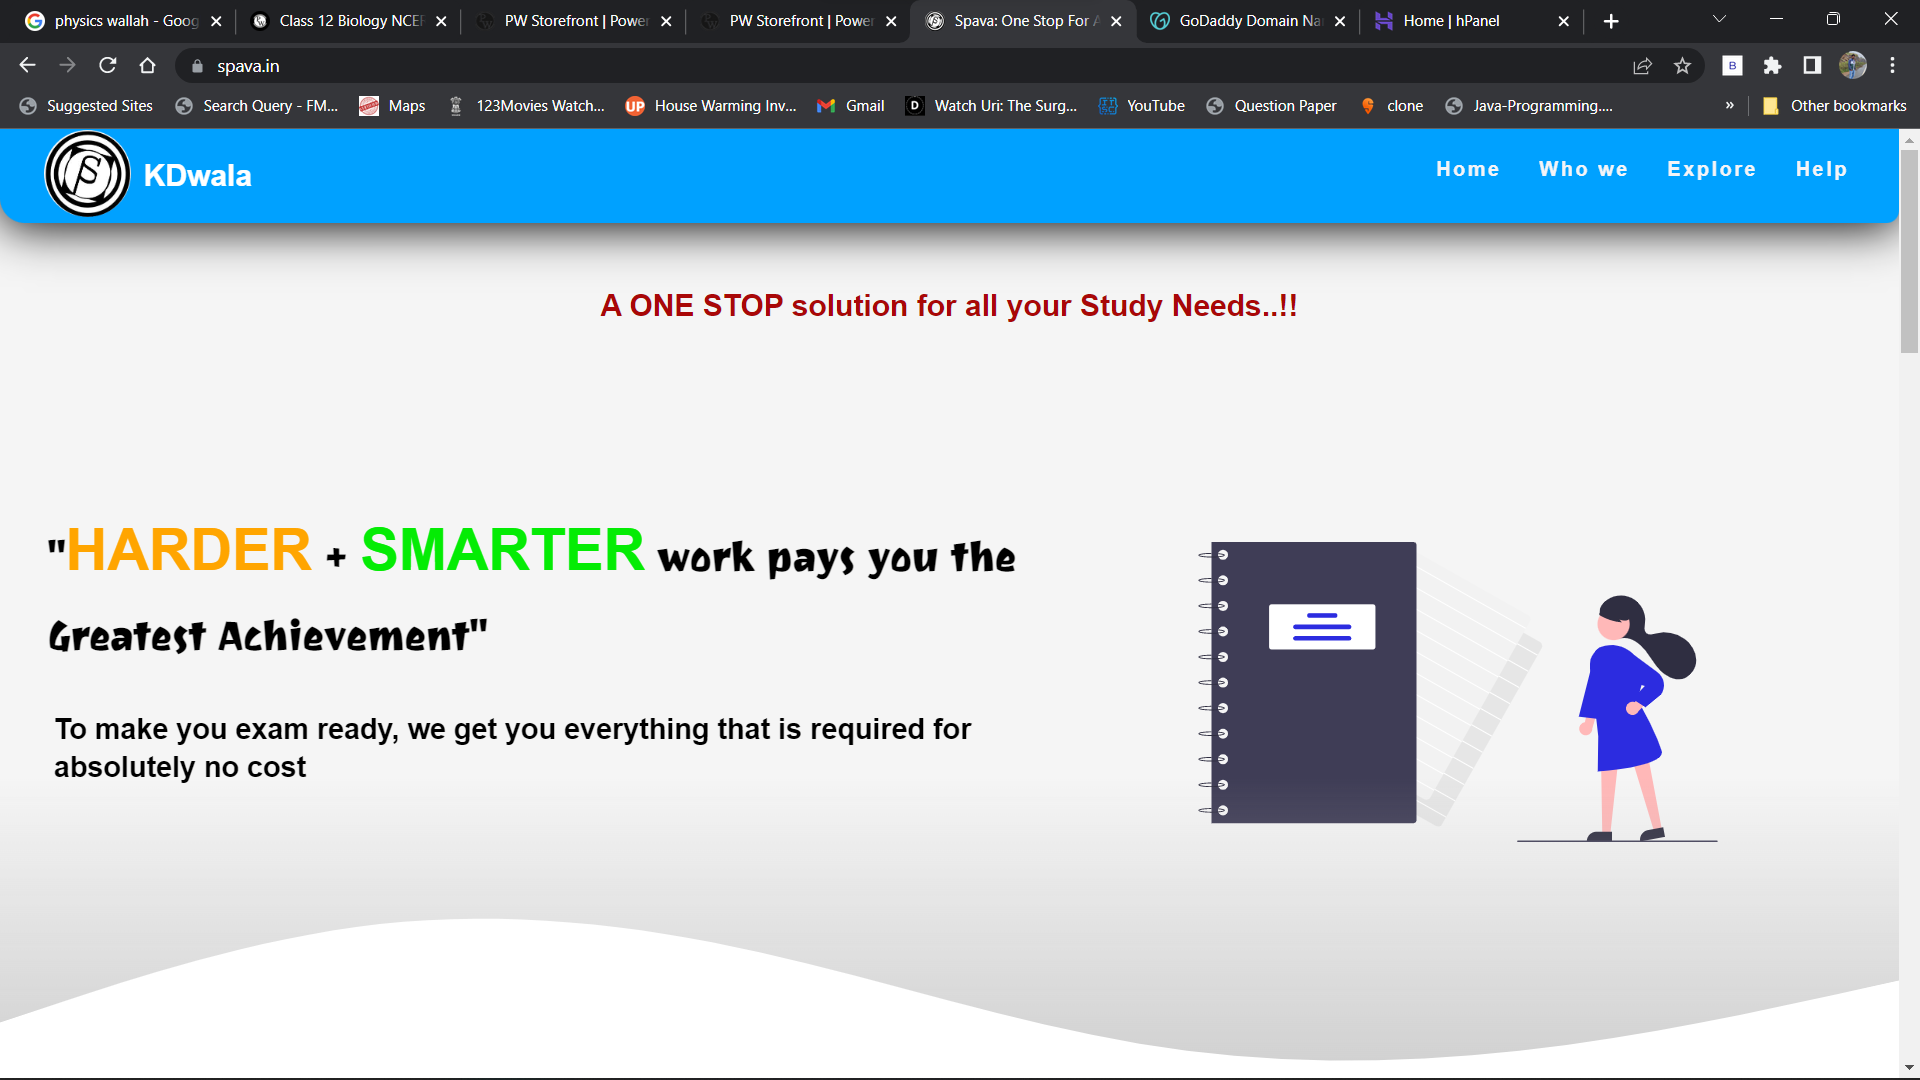 physics wallah - Goog
Class 12 Biology NCER
PW Storefront | Power
PW Storefront | Power
Spava: One Stop For A
GoDaddy Domain Na
Home | hPanel
spava.in
B
Suggested Sites
Search Query - FM...
Maps
123Movies Watch...
UP
House Warming Inv...
Gmail
D
Watch Uri: The Surg...
YouTube
Question Paper
clone
Java-Programming....
»
Other bookmarks
S
KDwala
Home
Who we
Explore
Help
A ONE STOP solution for all your Study Needs..!!
"HARDER + SMARTER work pays you the
Greatest Achievement"
To make you exam ready, we get you everything that is required for
absolutely no cost